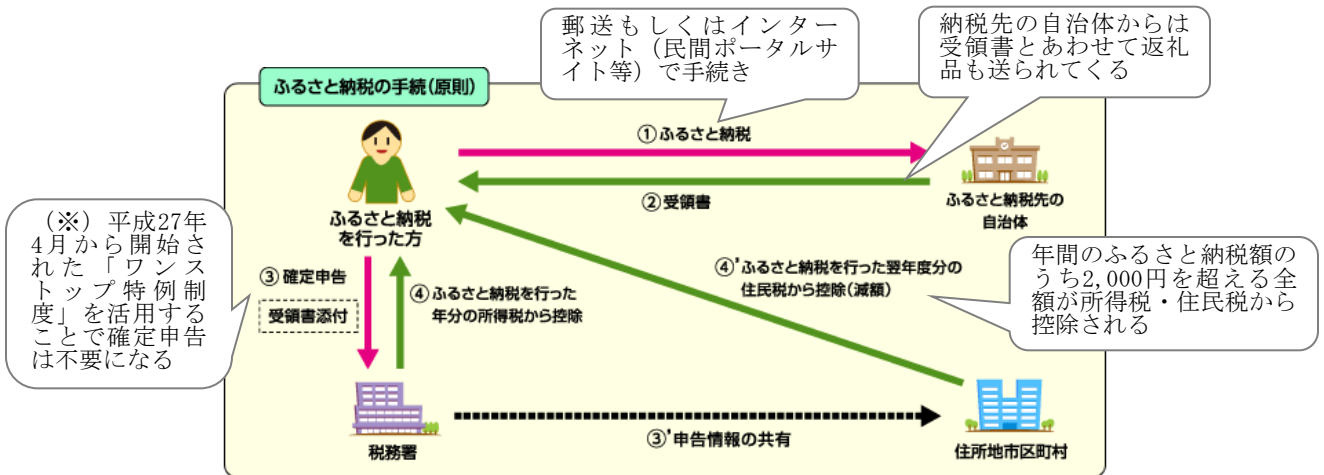 郵送もしくはインター
ネット（民間ポータルサ
イト等）で手続き
納税先の自治体からは
受領書とあわせて返礼
品も送られてくる
ふるさと納税の手続(原則)
①ふるさと納税
②受領書
ふるさと納税先の
自治体
ふるさと納税
を行った方
（※）平成27年
4月から開始さ
れた「ワンス
トップ特例制
度」を活用する
ことで確定申告
は不要になる
③確定申告
受領書添付
④ふるさと納税を行った
年分の所得税から控除
④'ふるさと納税を行った翌年度分の
住民税から控除(減額)
年間のふるさと納税額の
うち2,000円を超える全
額が所得税・住民税から
控除される
税務署
③'申告情報の共有
住所地市区町村